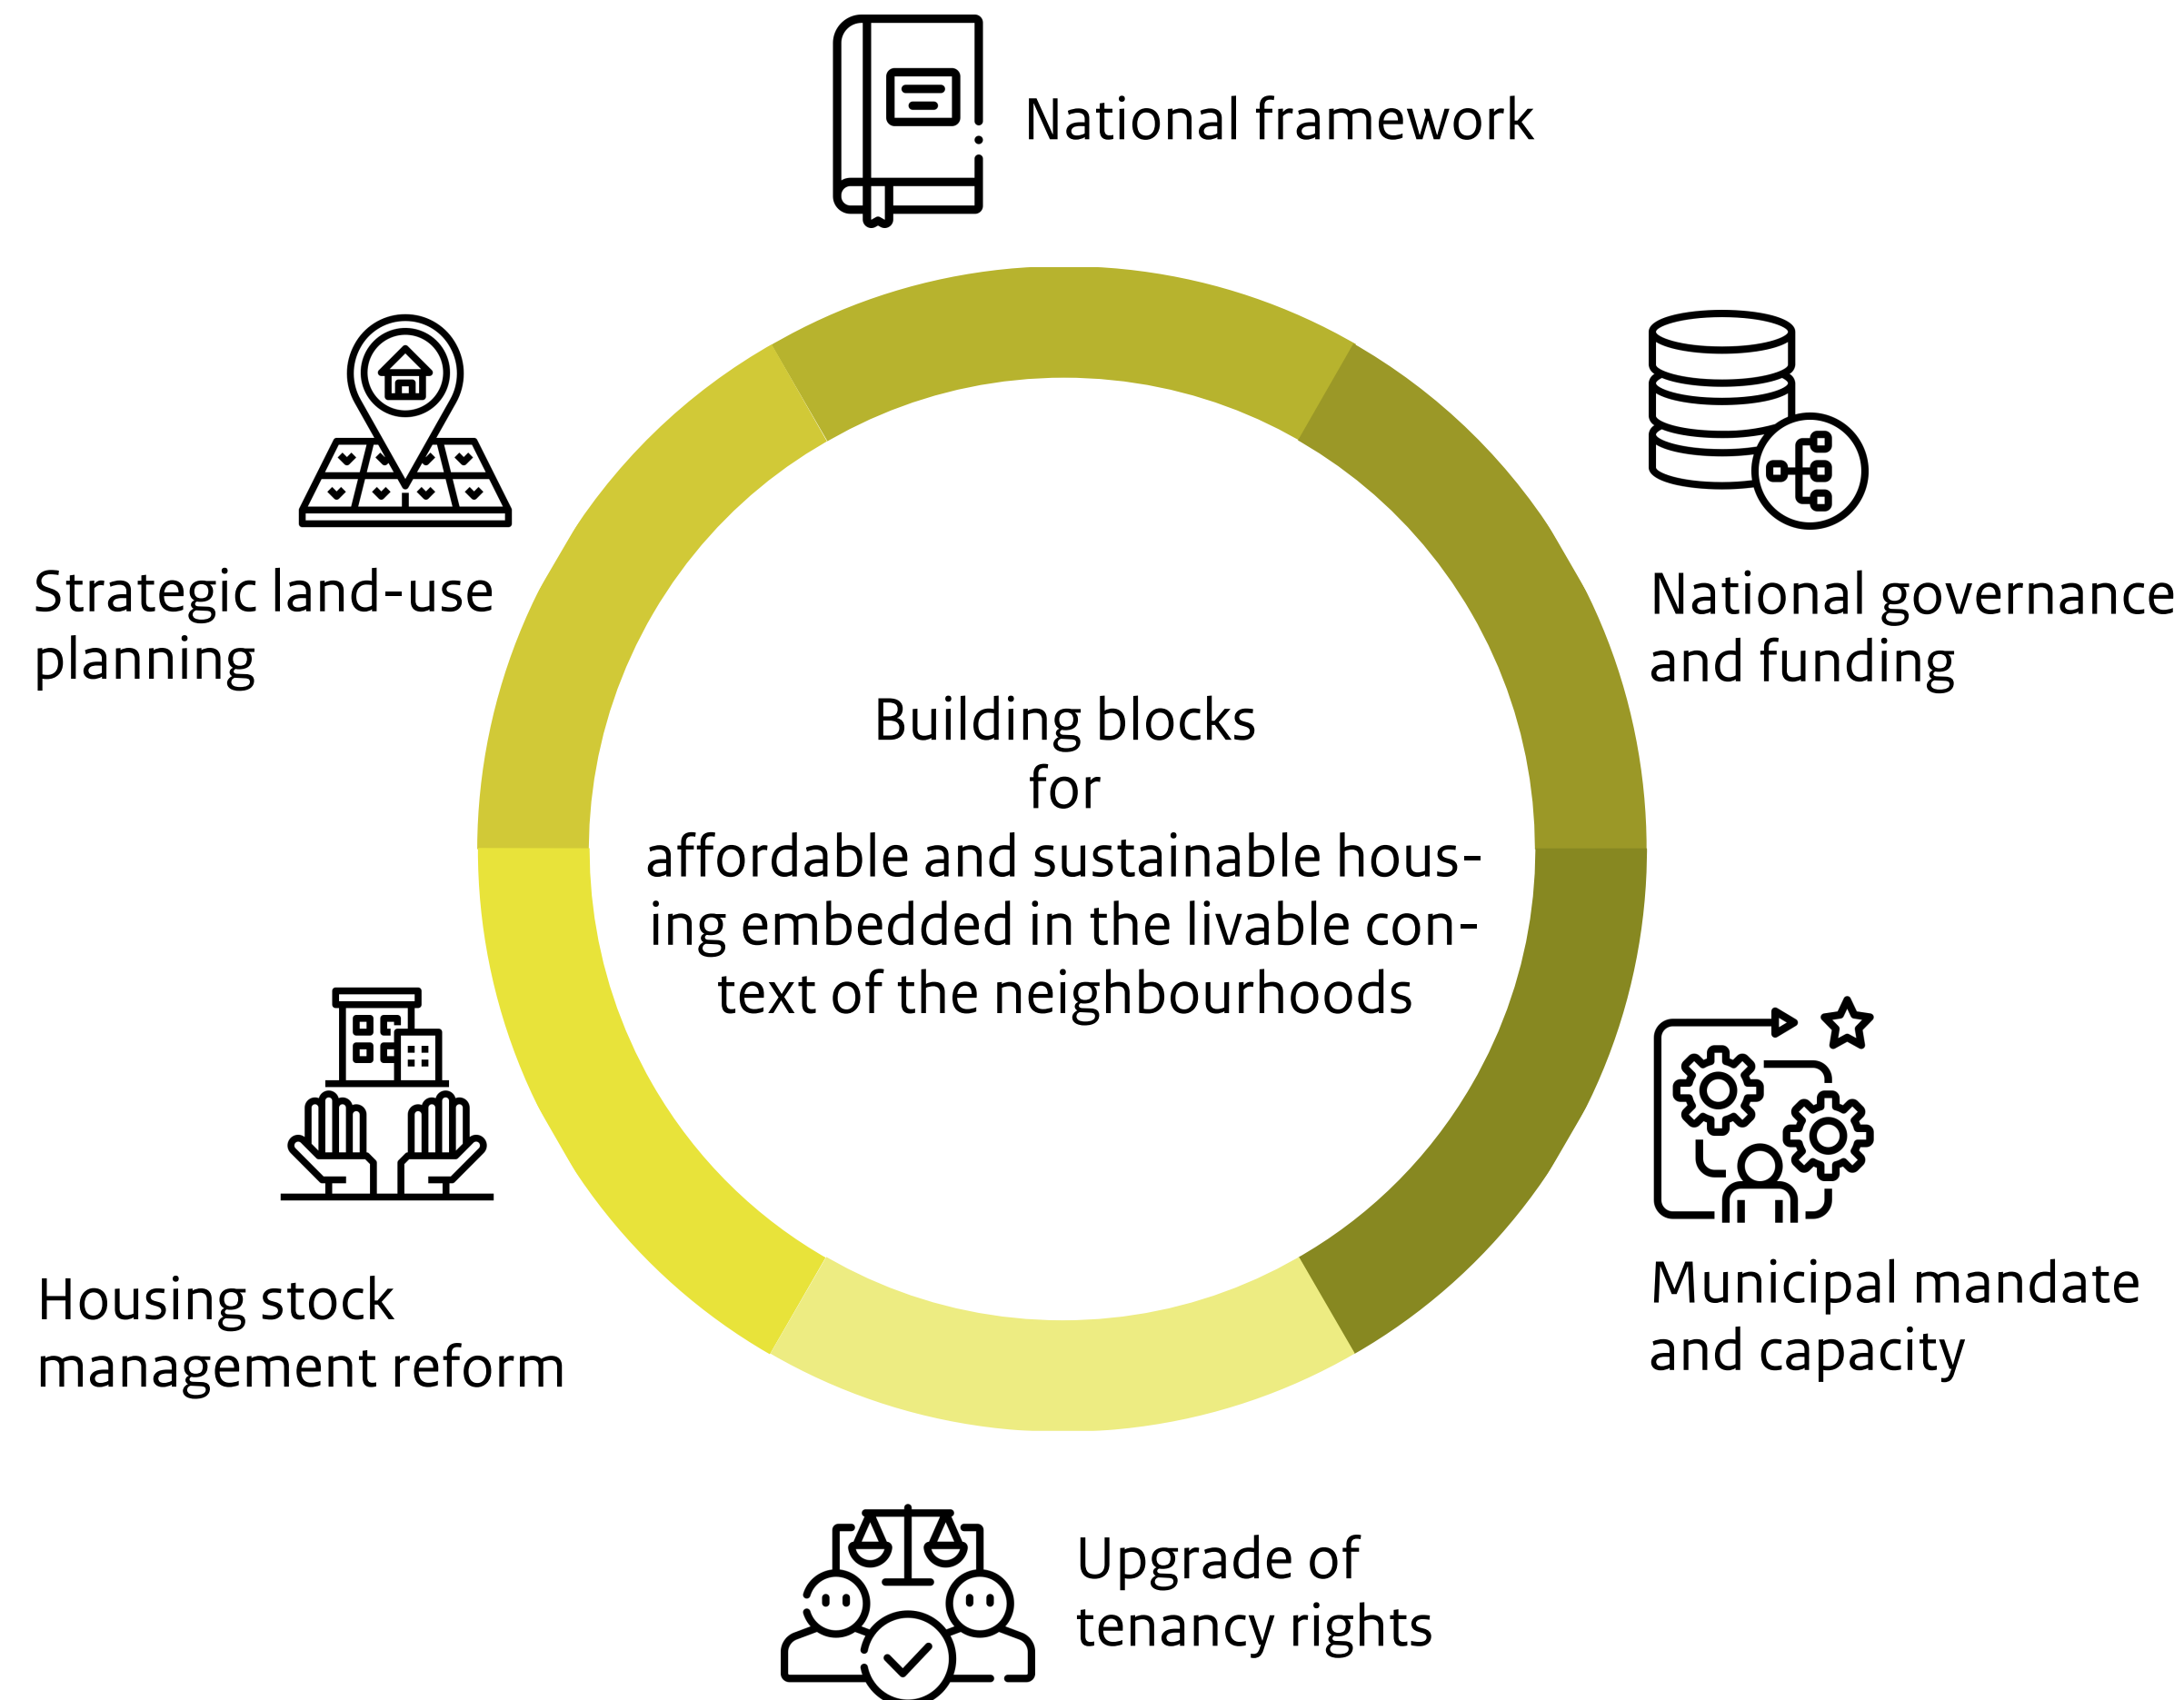 National framework
Strategic land-use
planning
National governance
and funding
Building blocks
for
affordable and sustainable hous-
ing embedded in the livable con-
text of the neighbourhoods
Housing stock
management reform
Municipal mandate
and capacity
Upgrade of
tenancy rights